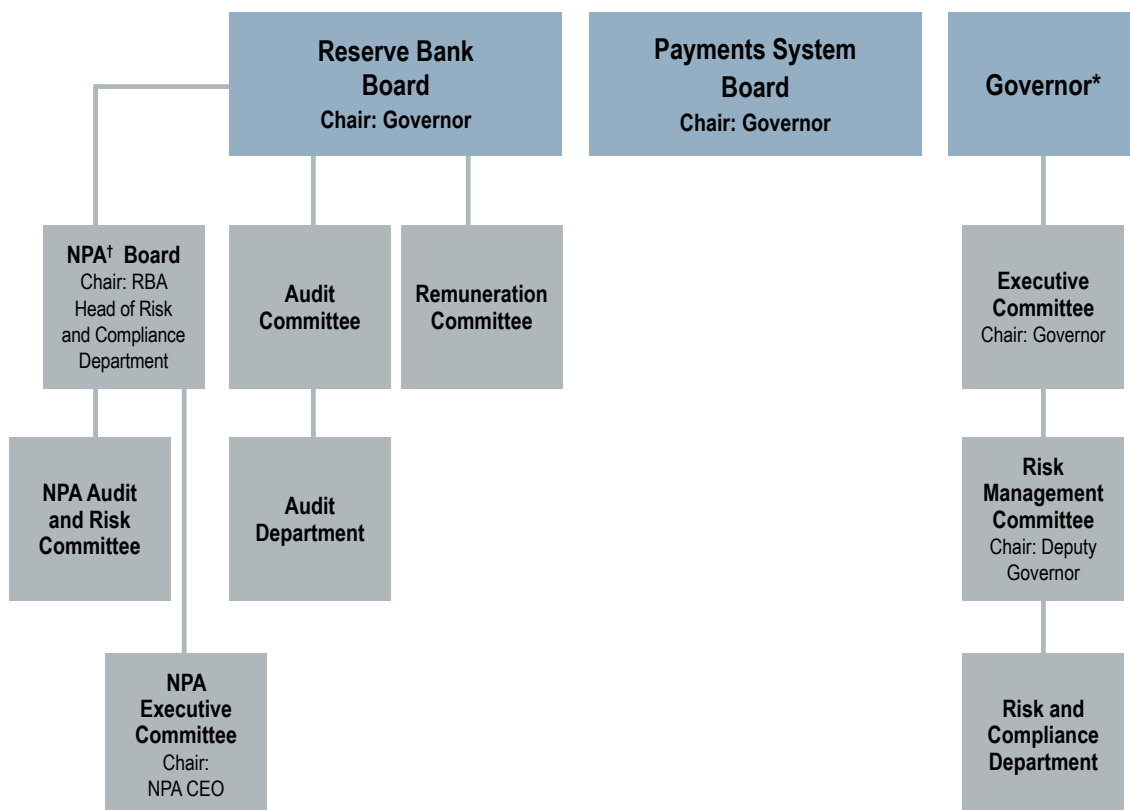 Reserve Bank
Board
Chair: Governor
Payments System
Board
Chair: Governor
Governor*
NPA† Board
Chair: RBA
Head of Risk
and Compliance
Department
Audit
Committee
Remuneration
Committee
Executive
Committee
Chair: Governor
NPA Audit
and Risk
Committee
Audit
Department
Risk
Management
Committee
Chair: Deputy
Governor
NPA
Executive
Committee
Chair:
NPA CEO
Risk and
Compliance
Department